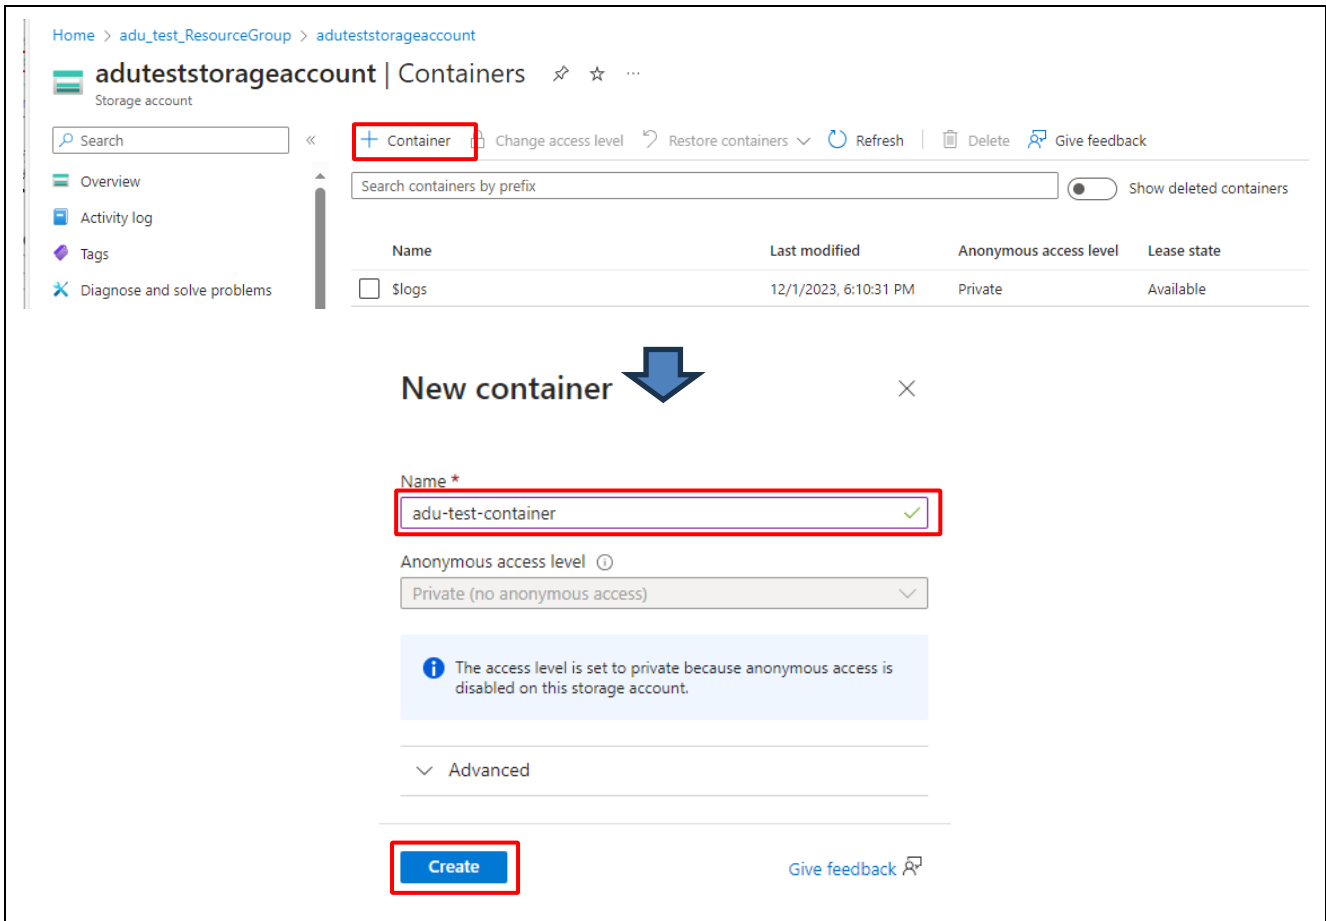 Home > adu_test_ResourceGroup > aduteststorageaccount
aduteststorageaccount | Containers
Storage account
Search
Container Change access level Restore containers Refresh Delete Give feedback
Overview
Search containers by prefix
Show deleted containers
Activity log
Tags
Name Last modified Anonymous access level Lease state
Diagnose and solve problems
$logs 12/1/2023, 6:10:31 PM Private Available
New container
Name *
adu-test-container
Anonymous access level
Private (no anonymous access)
The access level is set to private because anonymous access is
disabled on this storage account.
Advanced
Create
Give feedback